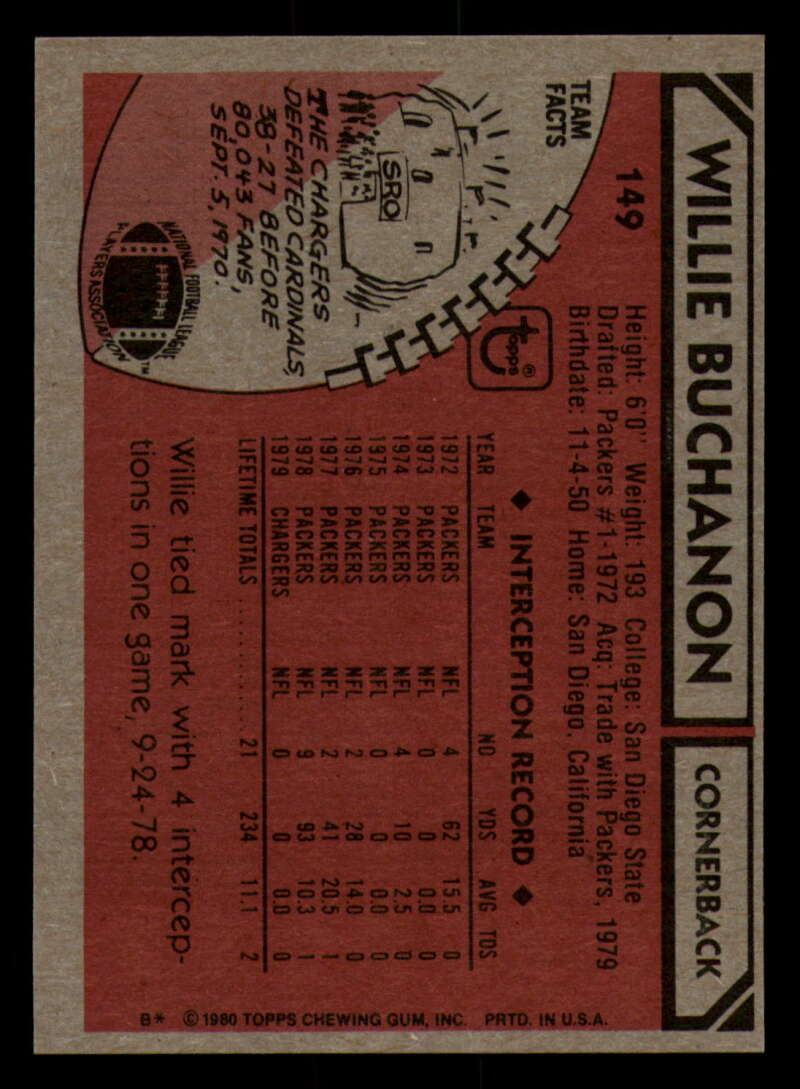 WILLIE BUCHANON
CORNERBACK
149
Height: 6'0" Weight: 193 College: San Diego State
Drafted: Packers #1-1972 Acq: Trade with Packers, 1979
Birthdate: 11-4-50 Home: San Diego, California
TEAM
FACTS
SRO
THE CHARGERS
DEFEATED CARDINALS,
38-27 BEFORE
80,043 FANS,
SEPT. 5, 1970.
topps®
NATIONAL FOOTBALL LEAGUE
PLAYERS ASSOCIATION™
◆ INTERCEPTION RECORD ◆
YEAR TEAM NO YDS AVG TDS
1972 PACKERS NFL 4 62 15.5 0
1973 PACKERS NFL 0 0 0.0 0
1974 PACKERS NFL 4 10 2.5 0
1975 PACKERS NFL 0 0 0.0 0
1976 PACKERS NFL 2 28 14.0 0
1977 PACKERS NFL 2 41 20.5 1
1978 PACKERS NFL 9 93 10.3 1
1979 CHARGERS NFL 0 0 0.0 0
LIFETIME TOTALS ............ 21 234 11.1 2
Willie tied mark with 4 intercep-
tions in one game, 9-24-78.
B* © 1980 TOPPS CHEWING GUM, INC. PRTD. IN U.S.A.